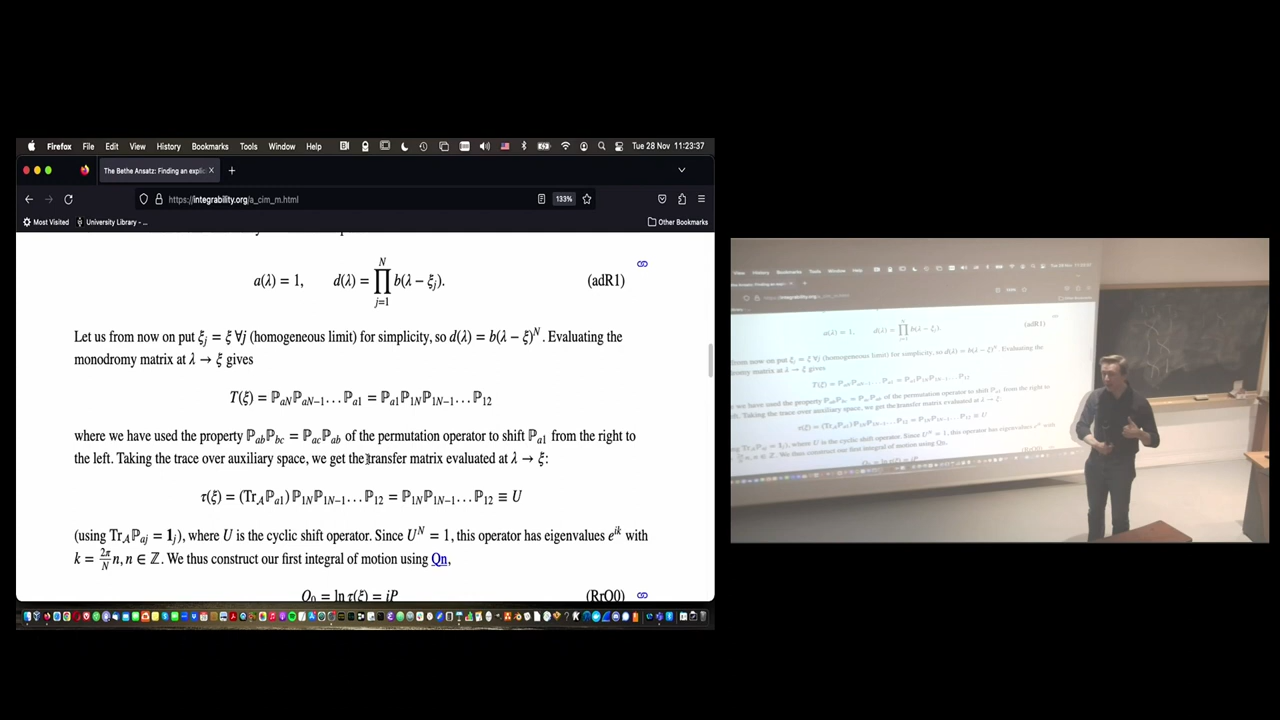 Firefox File Edit View History Bookmarks Tools Window Help Tue 28 Nov 11:23:37
The Bethe Ansatz: Finding an explic
https://integrability.org/a_cim_m.html 133%
Most Visited University Library - ... Other Bookmarks
a(λ) = 1, d(λ) = ∏_{j=1}^{N} b(λ − ξ_j). (adR1)
Let us from now on put ξ_j = ξ ∀j (homogeneous limit) for simplicity, so d(λ) = b(λ − ξ)^N. Evaluating the
monodromy matrix at λ → ξ gives
T(ξ) = ℙ_{aN}ℙ_{aN−1}… ℙ_{a1} = ℙ_{a1}ℙ_{1N}ℙ_{1N−1}… ℙ_{12}
where we have used the property ℙ_{ab}ℙ_{bc} = ℙ_{ac}ℙ_{ab} of the permutation operator to shift ℙ_{a1} from the right to
the left. Taking the trace over auxiliary space, we get the transfer matrix evaluated at λ → ξ:
τ(ξ) = (Tr_𝒜 ℙ_{a1}) ℙ_{1N}ℙ_{1N−1}… ℙ_{12} = ℙ_{1N}ℙ_{1N−1}… ℙ_{12} ≡ U
(using Tr_𝒜 ℙ_{aj} = 𝟏_j), where U is the cyclic shift operator. Since U^N = 1, this operator has eigenvalues e^{ik} with
k = \frac{2π}{N} n, n ∈ ℤ. We thus construct our first integral of motion using Qn,
Q_0 = ln τ(ξ) = iP (RrQ0)